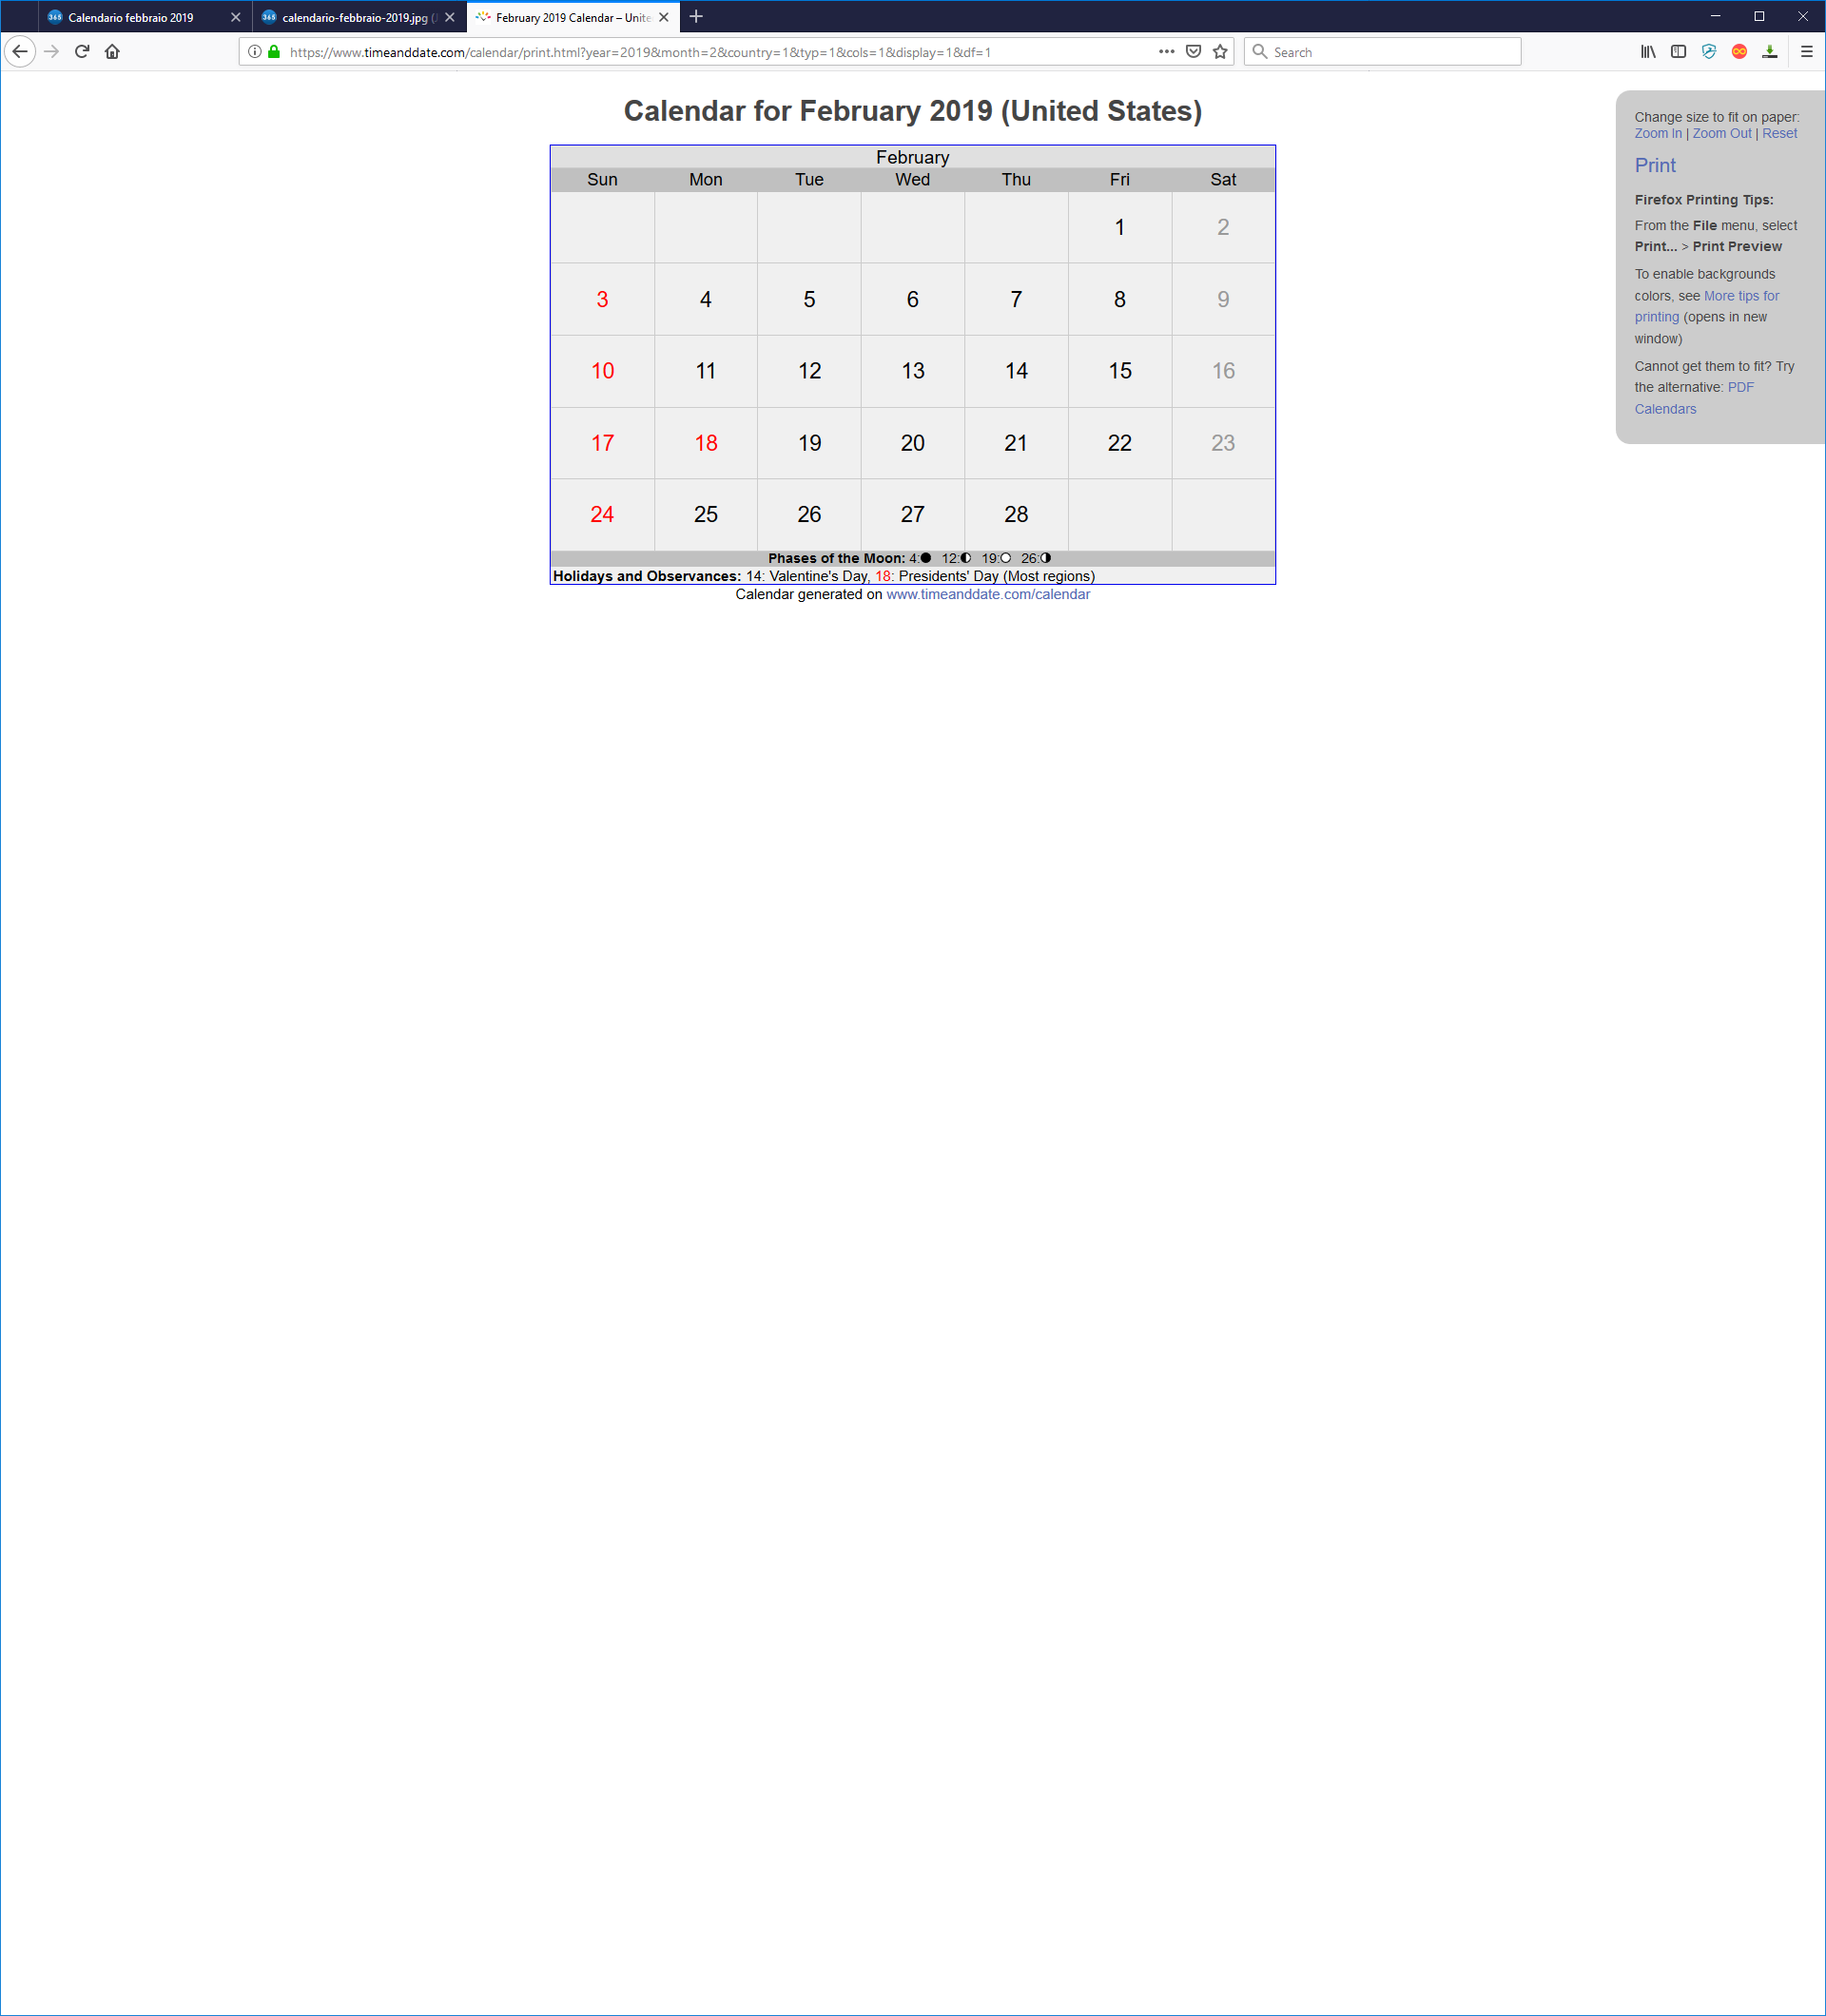 Calendario febbraio 2019
calendario-febbraio-2019.jpg
February 2019 Calendar – Unite
https://www.timeanddate.com/calendar/print.html?year=2019&month=2&country=1&typ=1&cols=1&display=1&df=1
Search
Calendar for February 2019 (United States)
February
Sun Mon Tue Wed Thu Fri Sat
1 2
3 4 5 6 7 8 9
10 11 12 13 14 15 16
17 18 19 20 21 22 23
24 25 26 27 28
Phases of the Moon: 4: 12: 19: 26:
Holidays and Observances: 14: Valentine's Day, 18: Presidents' Day (Most regions)
Calendar generated on www.timeanddate.com/calendar
Change size to fit on paper:
Zoom In | Zoom Out | Reset
Print
Firefox Printing Tips:
From the File menu, select
Print... > Print Preview
To enable backgrounds
colors, see More tips for
printing (opens in new
window)
Cannot get them to fit? Try
the alternative: PDF
Calendars